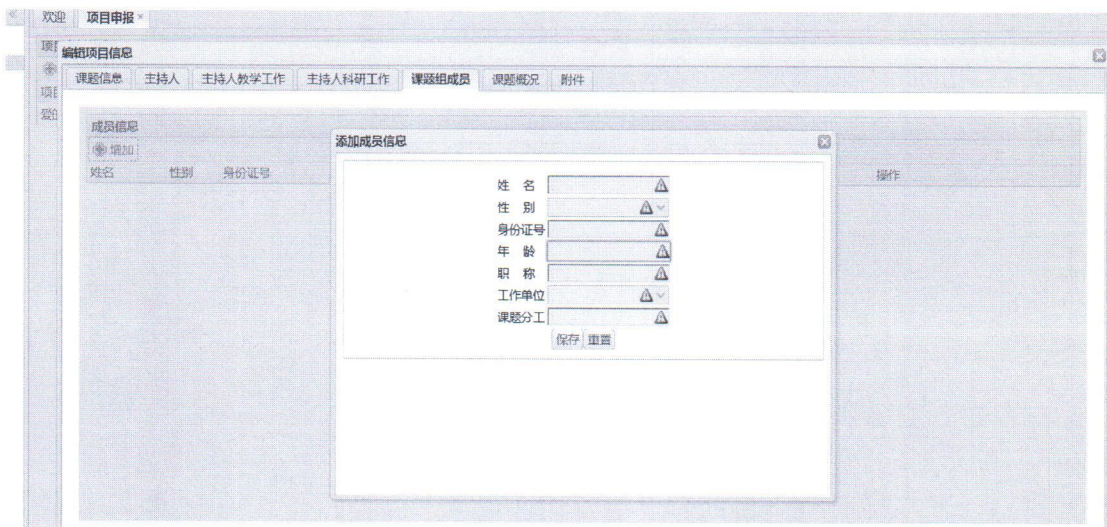 欢迎 项目申报
编辑项目信息
课题信息 主持人 主持人教学工作 主持人科研工作 课题组成员 课题概况 附件
成员信息
增加
姓名 性别 身份证号 操作
添加成员信息
姓 名
性 别
身份证号
年 龄
职 称
工作单位
课题分工
保存 重置